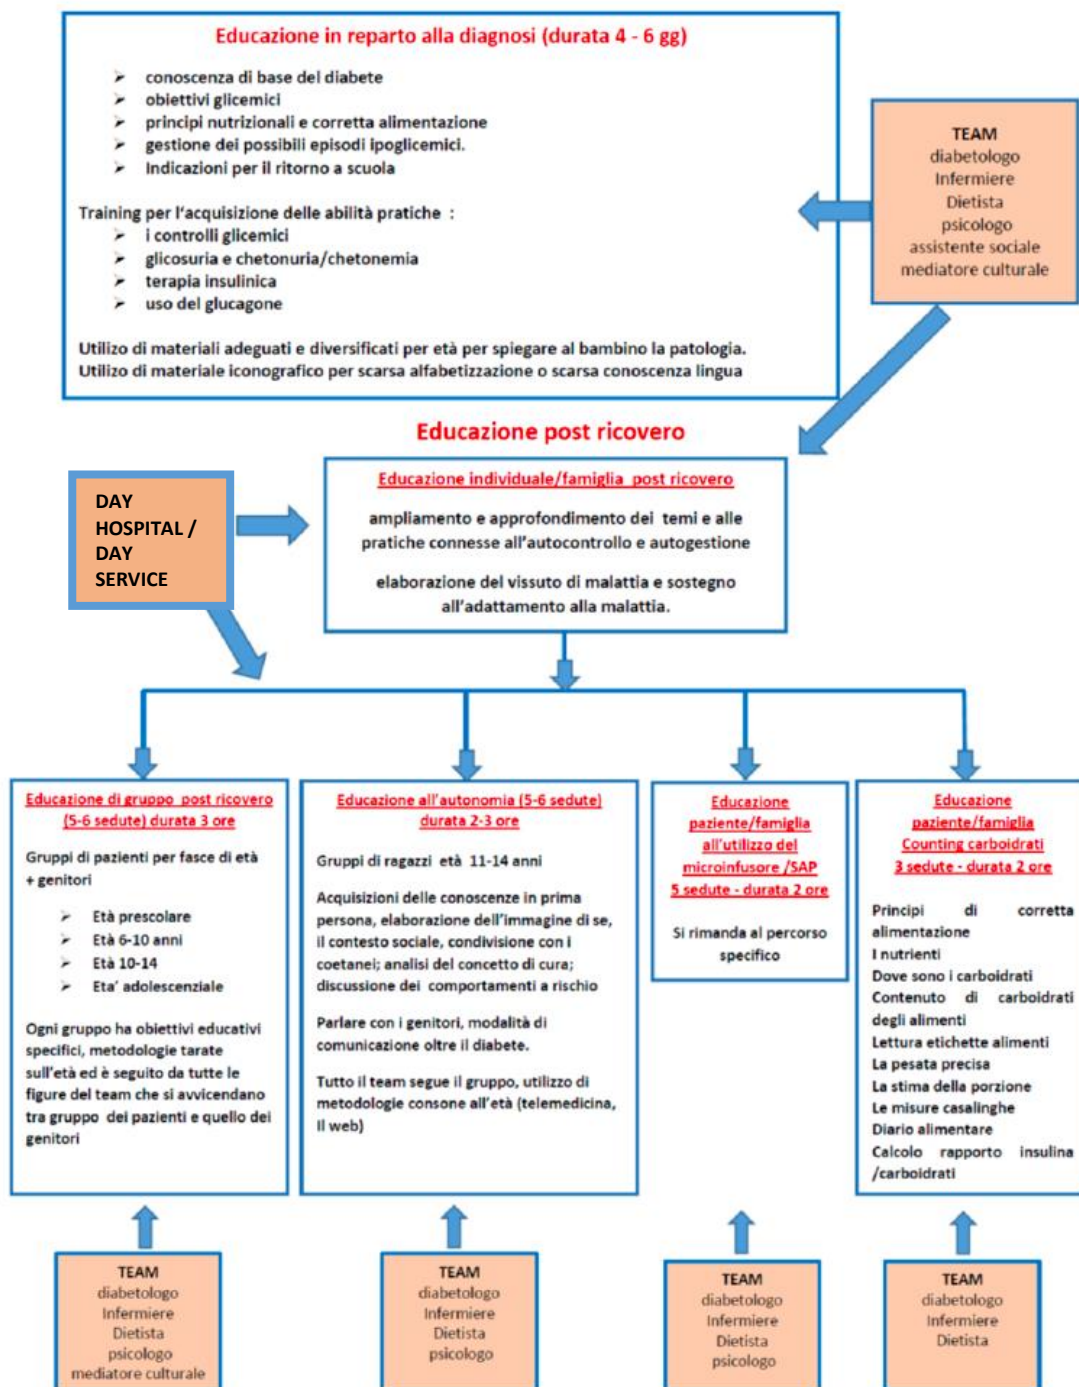 Educazione in reparto alla diagnosi (durata 4 - 6 gg)
➤ conoscenza di base del diabete
➤ obiettivi glicemici
➤ principi nutrizionali e corretta alimentazione
➤ gestione dei possibili episodi ipoglicemici.
➤ Indicazioni per il ritorno a scuola
Training per l'acquisizione delle abilità pratiche :
➤ i controlli glicemici
➤ glicosuria e chetonuria/chetonemia
➤ terapia insulinica
➤ uso del glucagone
Utilizo di materiali adeguati e diversificati per età per spiegare al bambino la patologia.
Utilizo di materiale iconografico per scarsa alfabetizzazione o scarsa conoscenza lingua
TEAM
diabetologo
Infermiere
Dietista
psicologo
assistente sociale
mediatore culturale
Educazione post ricovero
DAY
HOSPITAL /
DAY
SERVICE
Educazione individuale/famiglia post ricovero
ampliamento e approfondimento dei temi e alle
pratiche connesse all'autocontrollo e autogestione
elaborazione del vissuto di malattia e sostegno
all'adattamento alla malattia.
Educazione di gruppo post ricovero
(5-6 sedute) durata 3 ore
Gruppi di pazienti per fasce di età
+ genitori
➤ Età prescolare
➤ Età 6-10 anni
➤ Età 10-14
➤ Eta' adolescenziale
Ogni gruppo ha obiettivi educativi
specifici, metodologie tarate
sull'età ed è seguito da tutte le
figure del team che si avvicendano
tra gruppo dei pazienti e quello dei
genitori
Educazione all'autonomia (5-6 sedute)
durata 2-3 ore
Gruppi di ragazzi età 11-14 anni
Acquisizioni delle conoscenze in prima
persona, elaborazione dell'immagine di se,
il contesto sociale, condivisione con i
coetanei; analisi del concetto di cura;
discussione dei comportamenti a rischio
Parlare con i genitori, modalità di
comunicazione oltre il diabete.
Tutto il team segue il gruppo, utilizo di
metodologie consone all'età (telemedicina,
Il web)
Educazione
paziente/famiglia
all'utilizzo del
microinfusore /SAP
5 sedute - durata 2 ore
Si rimanda al percorso
specifico
Educazione
paziente/famiglia
Counting carboidrati
3 sedute - durata 2 ore
Principi di corretta
alimentazione
I nutrienti
Dove sono i carboidrati
Contenuto di carboidrati
degli alimenti
Lettura etichette alimenti
La pesata precisa
La stima della porzione
Le misure casalinghe
Diario alimentare
Calcolo rapporto insulina
/carboidrati
TEAM
diabetologo
Infermiere
Dietista
psicologo
mediatore culturale
TEAM
diabetologo
Infermiere
Dietista
psicologo
TEAM
diabetologo
Infermiere
Dietista
psicologo
TEAM
diabetologo
Infermiere
Dietista